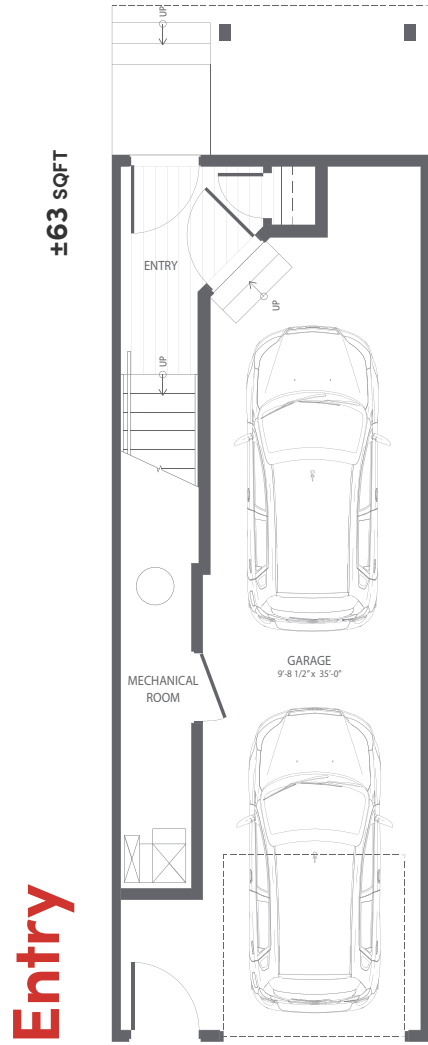 UP
±63 SQFT
ENTRY
UP
UP
GARAGE
9'-8 1/2" x 35'-0"
MECHANICAL
ROOM
Entry